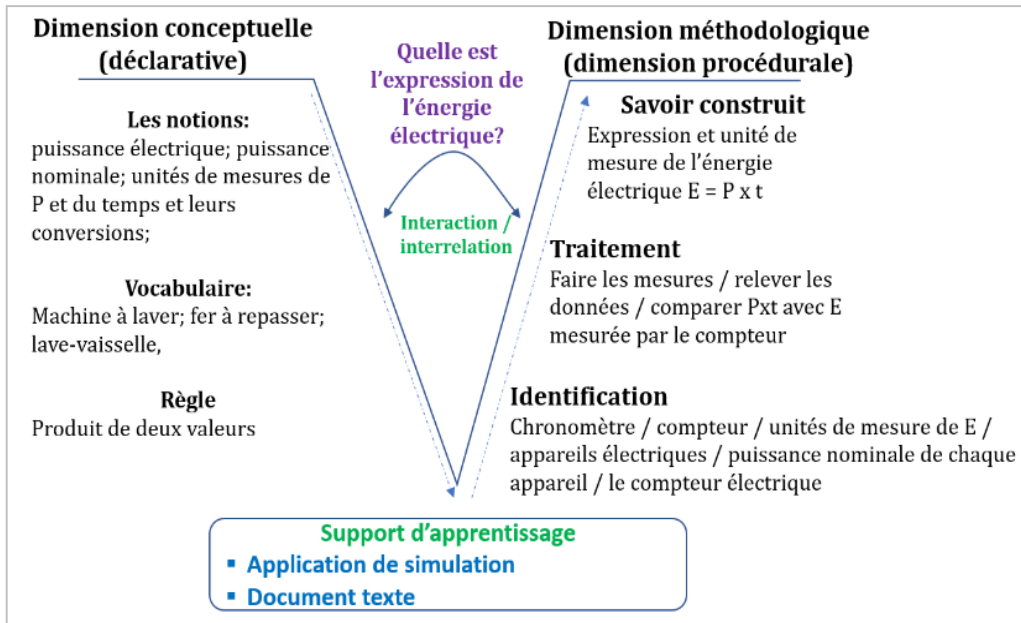 Dimension conceptuelle
(déclarative)
Les notions:
puissance électrique; puissance
nominale; unités de mesures de
P et du temps et leurs
conversions;
Vocabulaire:
Machine à laver; fer à repasser;
lave-vaisselle,
Règle
Produit de deux valeurs
Quelle est
l’expression de
l’énergie
électrique?
Interaction /
interrelation
Dimension méthodologique
(dimension procédurale)
Savoir construit
Expression et unité de
mesure de l’énergie
électrique E = P x t
Traitement
Faire les mesures / relever les
données / comparer Pxt avec E
mesurée par le compteur
Identification
Chronomètre / compteur / unités de mesure de E /
appareils électriques / puissance nominale de chaque
appareil / le compteur électrique
Support d’apprentissage
▪ Application de simulation
▪ Document texte